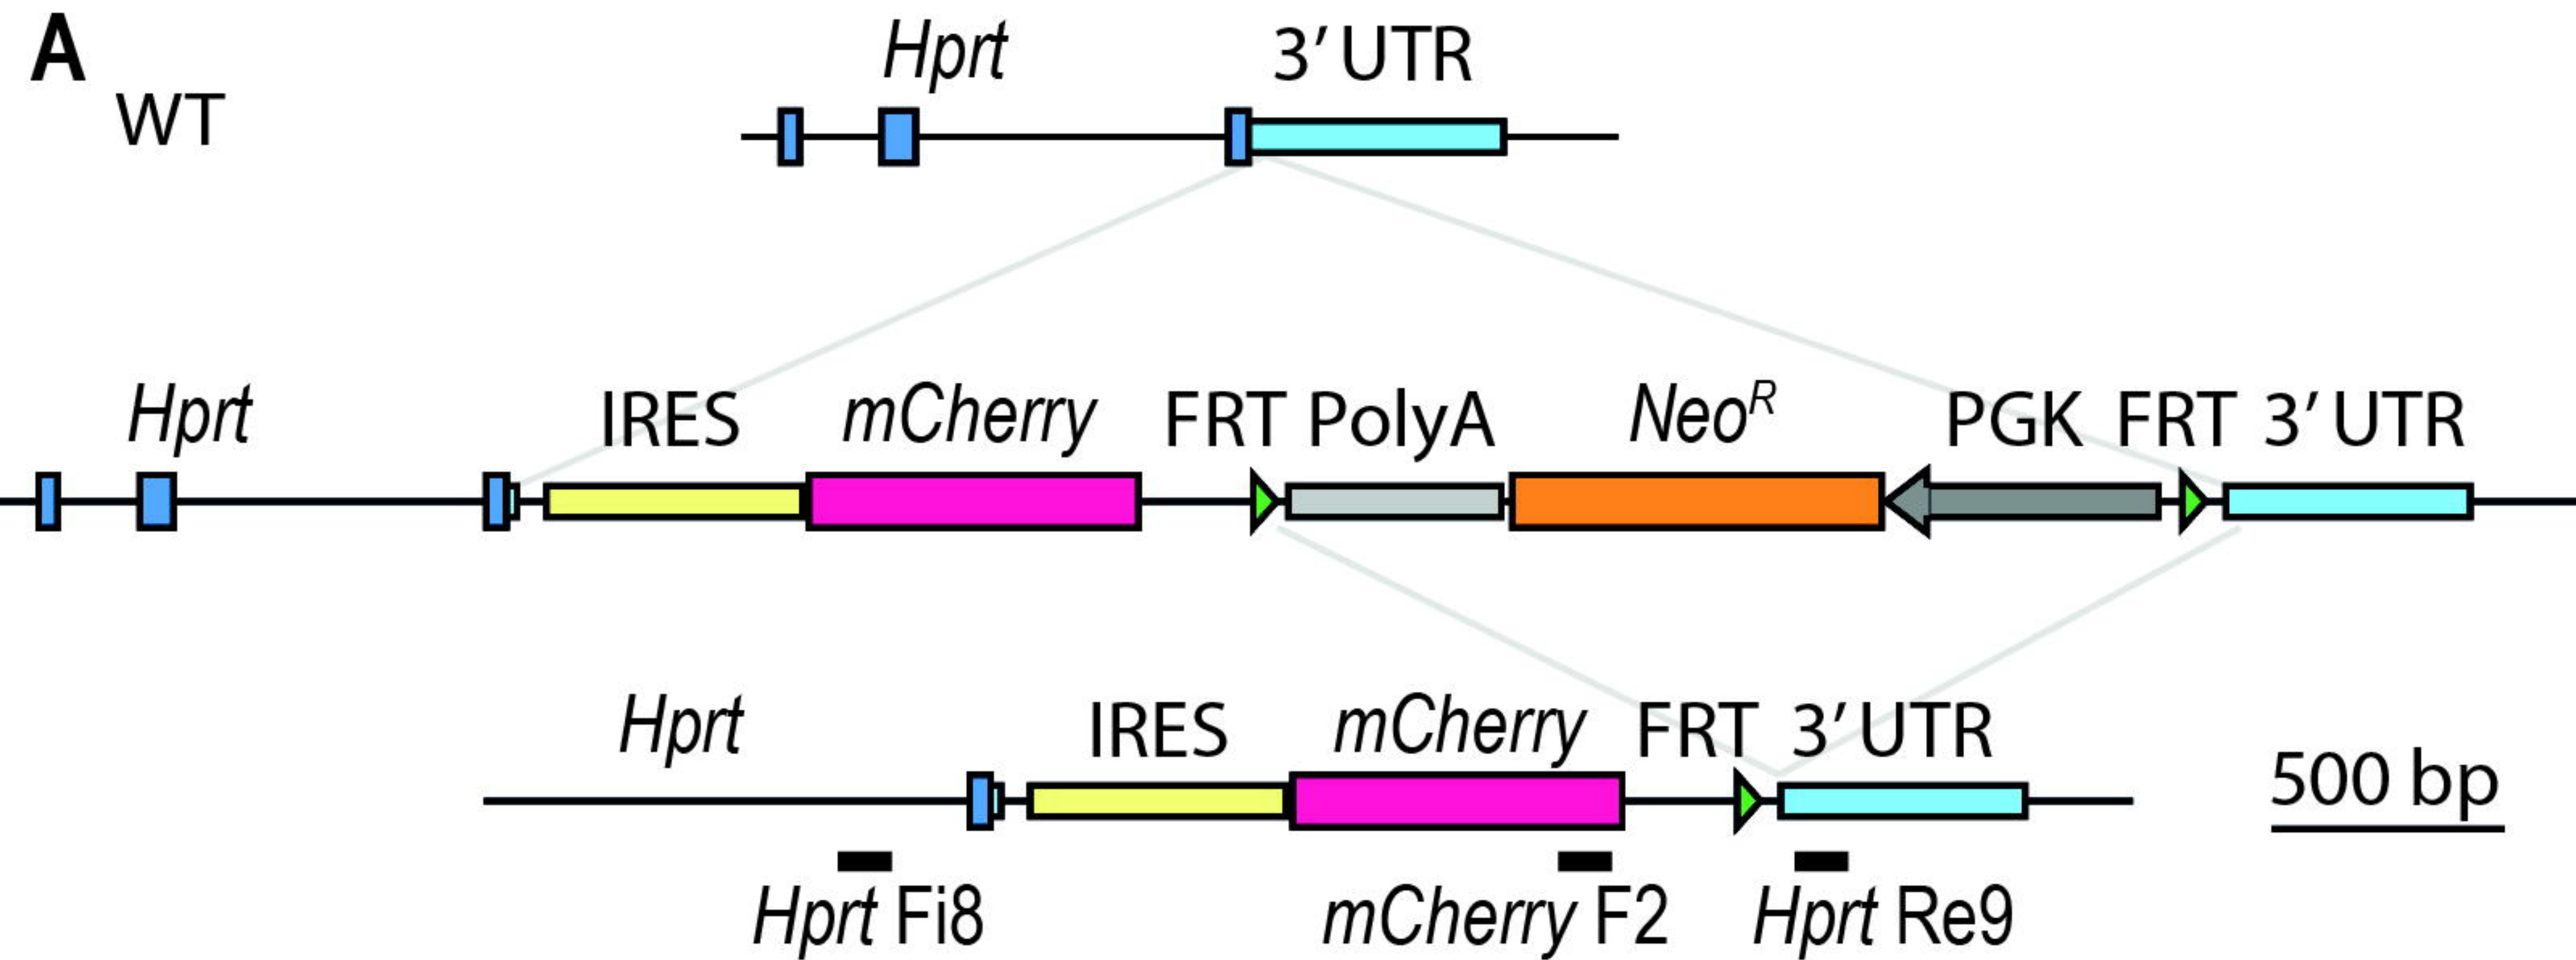 A
WT
Hprt 3′ UTR
Hprt IRES mCherry FRT PolyA Neo^R PGK FRT 3′ UTR
Hprt IRES mCherry FRT 3′ UTR
500 bp
Hprt Fi8 mCherry F2 Hprt Re9